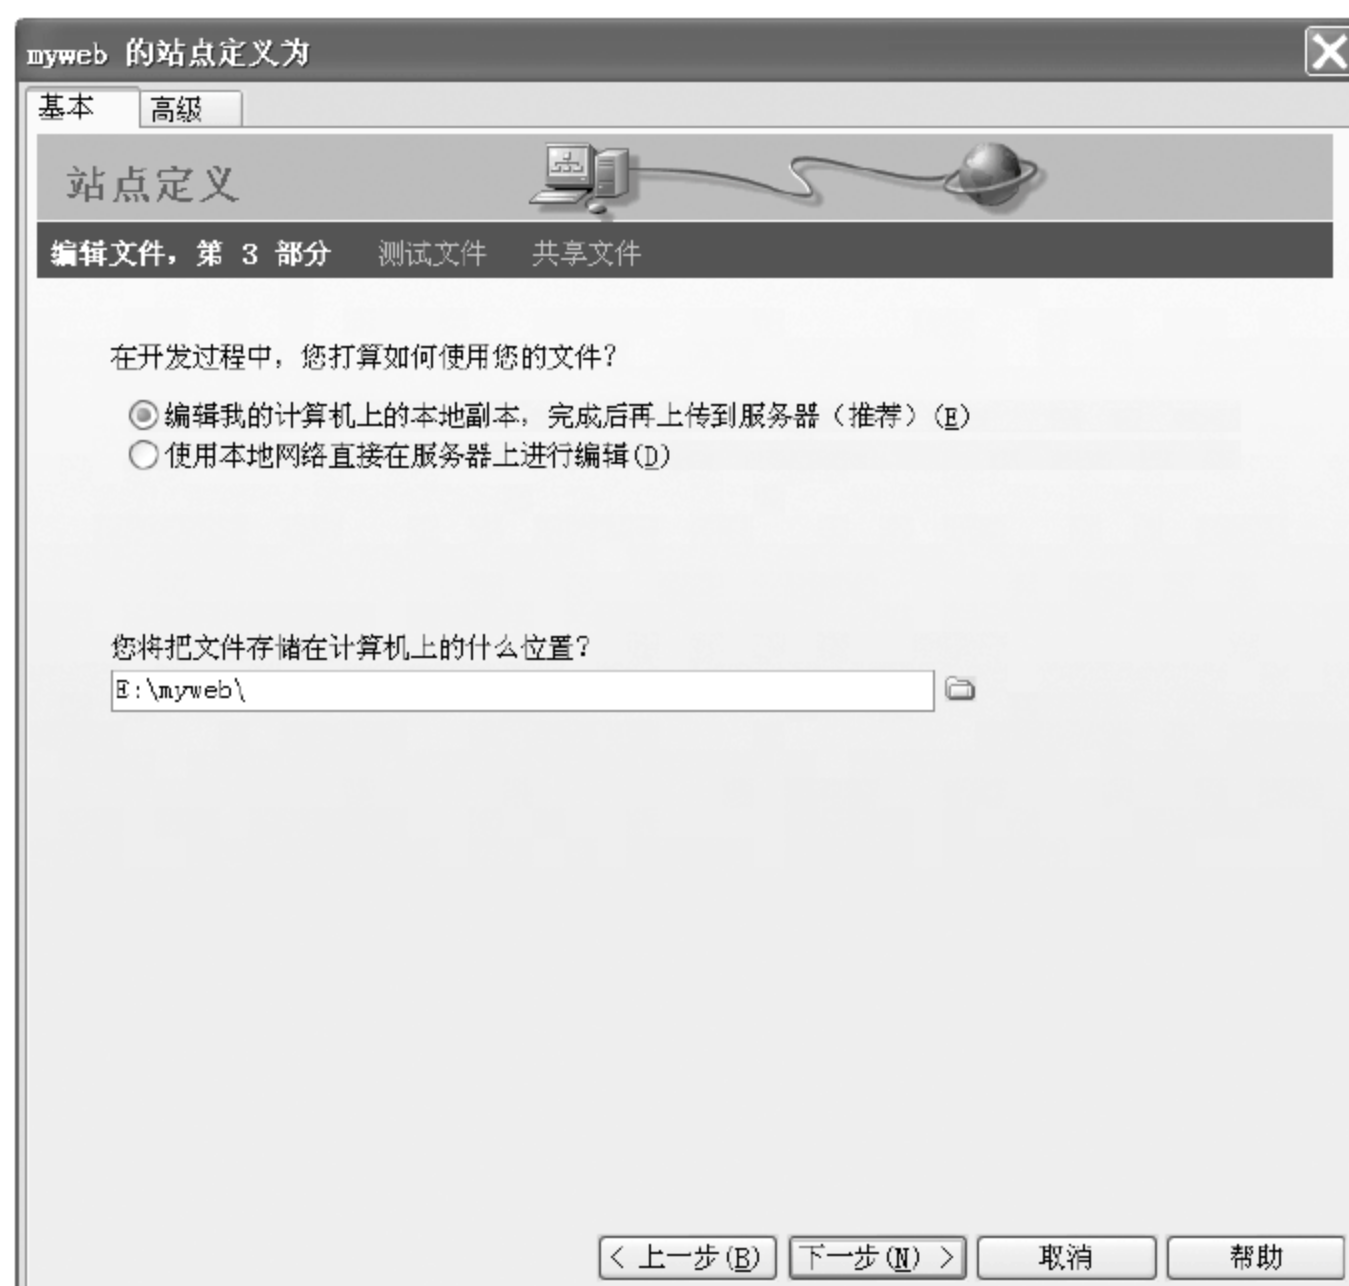 myweb 的站点定义为
基本 高级
站点定义
编辑文件，第 3 部分 测试文件 共享文件
在开发过程中，您打算如何使用您的文件？
编辑我的计算机上的本地副本，完成后再上传到服务器（推荐）(E)
使用本地网络直接在服务器上进行编辑(D)
您将把文件存储在计算机上的什么位置？
E:\myweb\
< 上一步(B) 下一步(N) > 取消 帮助